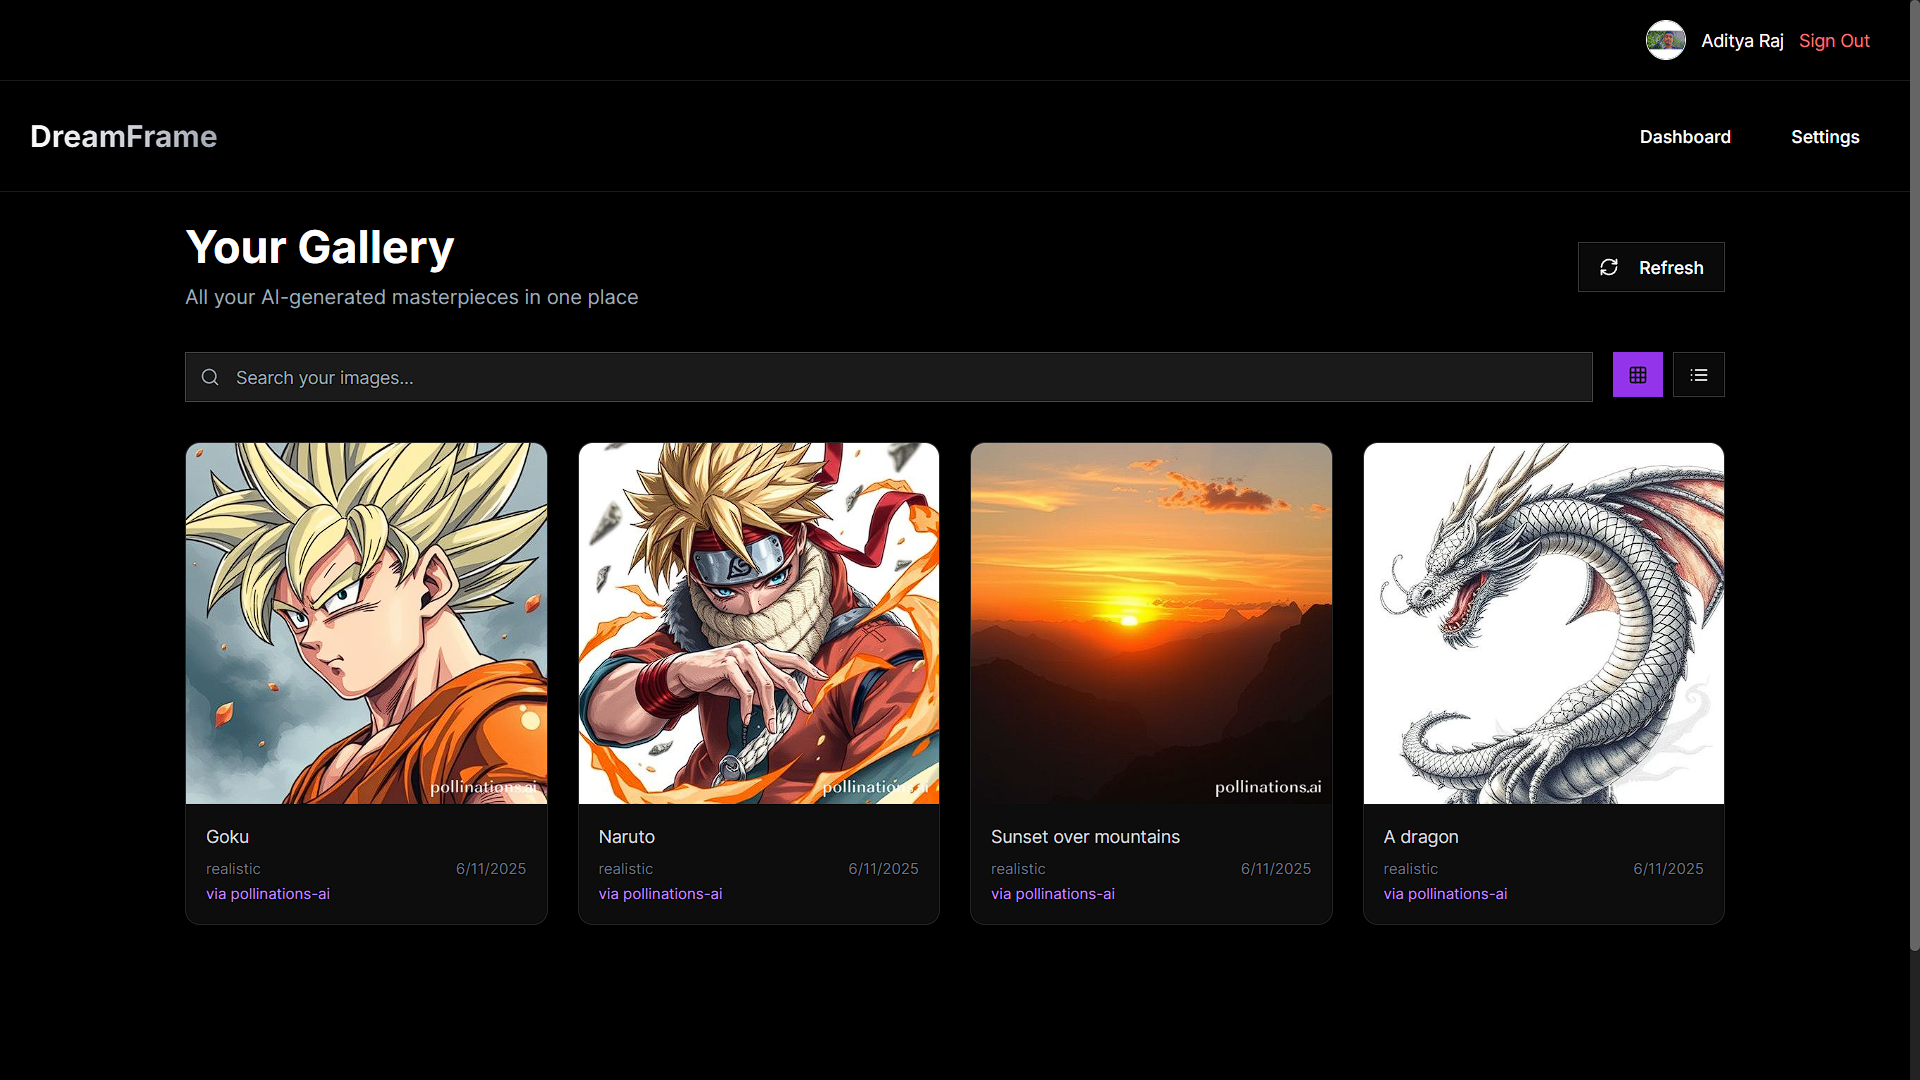 Aditya Raj Sign Out
DreamFrame
Dashboard Settings
Your Gallery
All your AI-generated masterpieces in one place
Refresh
Search your images...
pollinations.ai
pollinations.ai
pollinations.ai
Goku
realistic 6/11/2025
via pollinations-ai
Naruto
realistic 6/11/2025
via pollinations-ai
Sunset over mountains
realistic 6/11/2025
via pollinations-ai
A dragon
realistic 6/11/2025
via pollinations-ai